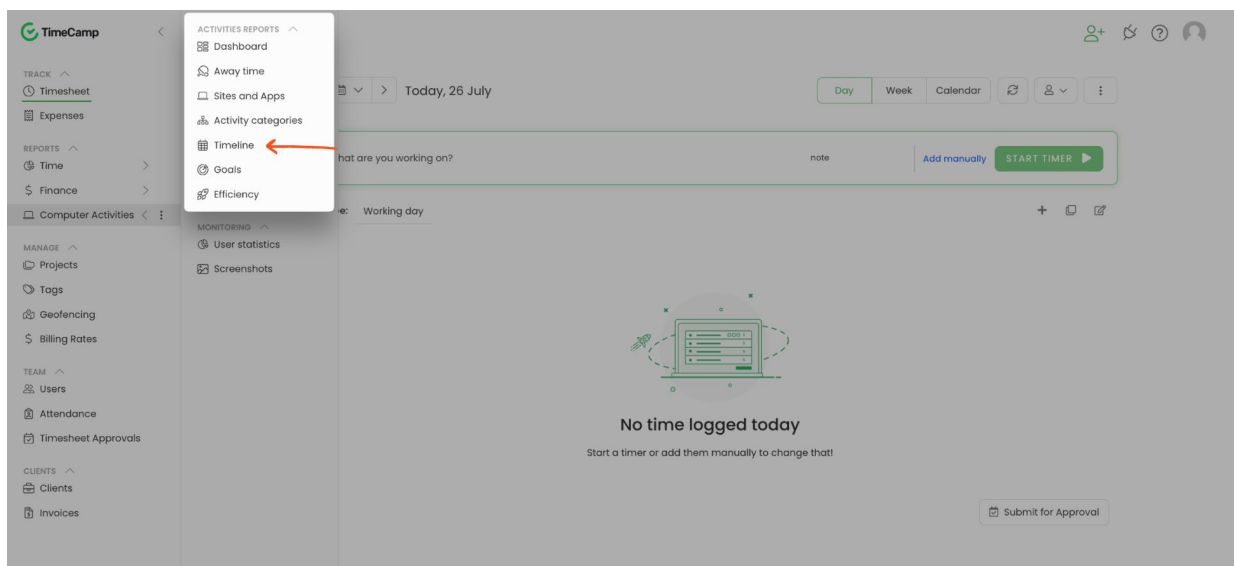 TimeCamp
TRACK
Timesheet
Expenses
REPORTS
Time
$ Finance
Computer Activities
MANAGE
Projects
Tags
Geofencing
$ Billing Rates
TEAM
Users
Attendance
Timesheet Approvals
CLIENTS
Clients
Invoices
ACTIVITIES REPORTS
Dashboard
Away time
Sites and Apps
Activity categories
Timeline
Goals
Efficiency
MONITORING
User statistics
Screenshots
Today, 26 July
Day Week Calendar
hat are you working on? note Add manually START TIMER
e: Working day
No time logged today
Start a timer or add them manually to change that!
Submit for Approval